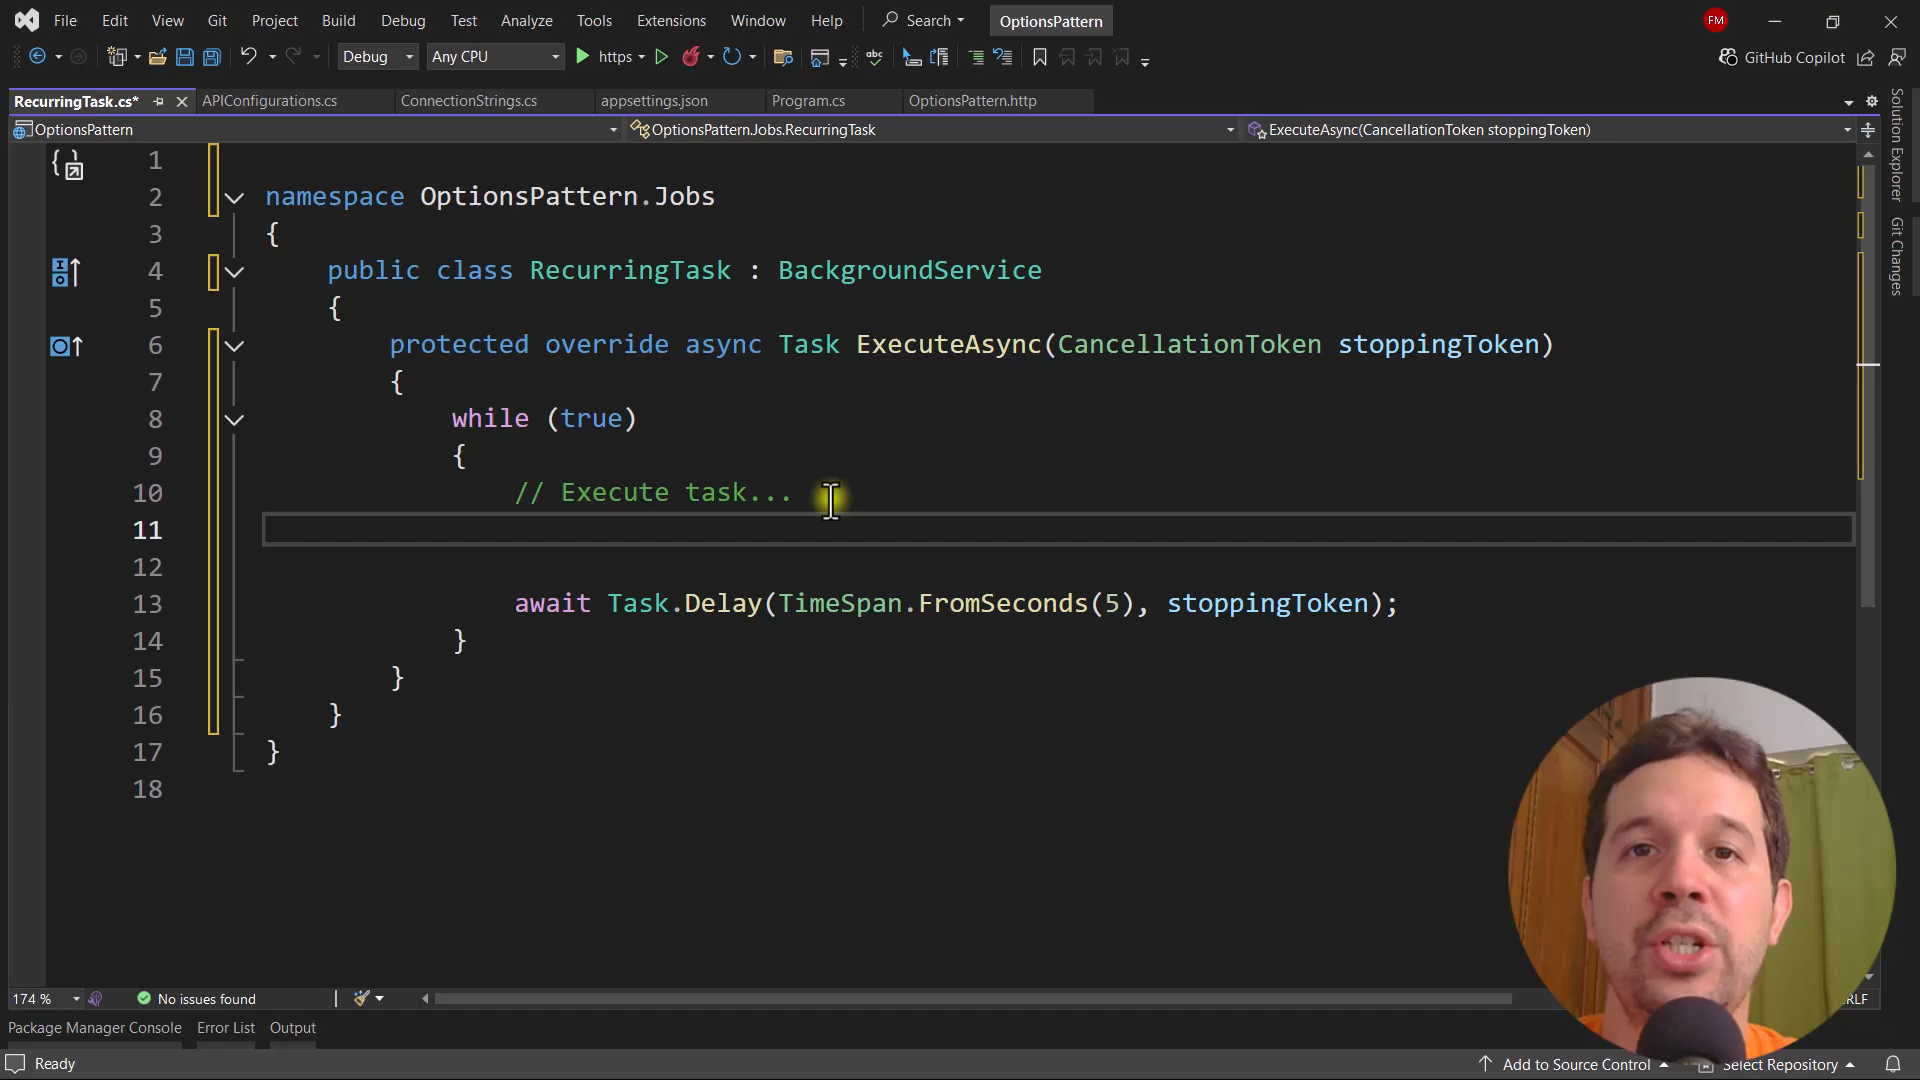 File Edit View Git Project Build Debug Test Analyze Tools Extensions Window Help Search OptionsPattern FM
Debug Any CPU https abc GitHub Copilot
RecurringTask.cs* APIConfigurations.cs ConnectionStrings.cs appsettings.json Program.cs OptionsPattern.http
OptionsPattern OptionsPattern.Jobs.RecurringTask ExecuteAsync(CancellationToken stoppingToken)
Solution Explorer
Git Changes
1
2 namespace OptionsPattern.Jobs
3 {
4 public class RecurringTask : BackgroundService
5 {
6 protected override async Task ExecuteAsync(CancellationToken stoppingToken)
7 {
8 while (true)
9 {
10 // Execute task...
11
12
13 await Task.Delay(TimeSpan.FromSeconds(5), stoppingToken);
14 }
15 }
16 }
17 }
18
174 % No issues found RLF
Package Manager Console Error List Output
Ready Add to Source Control Select Repository